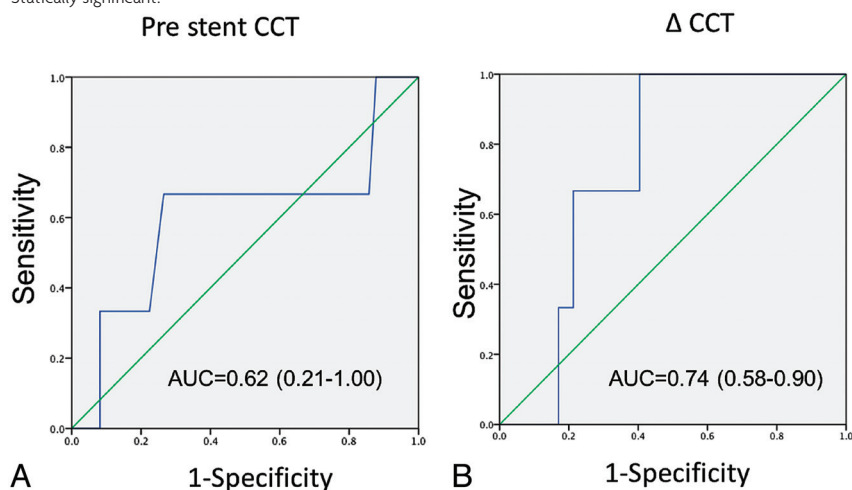 Statically significant.
Pre stent CCT
Δ CCT
1.0
0.8
0.6
0.4
0.2
0.0
Sensitivity
AUC=0.62 (0.21-1.00)
0.0 0.2 0.4 0.6 0.8 1.0
A
1-Specificity
1.0
0.8
0.6
0.4
0.2
0.0
Sensitivity
AUC=0.74 (0.58-0.90)
0.0 0.2 0.4 0.6 0.8 1.0
B
1-Specificity